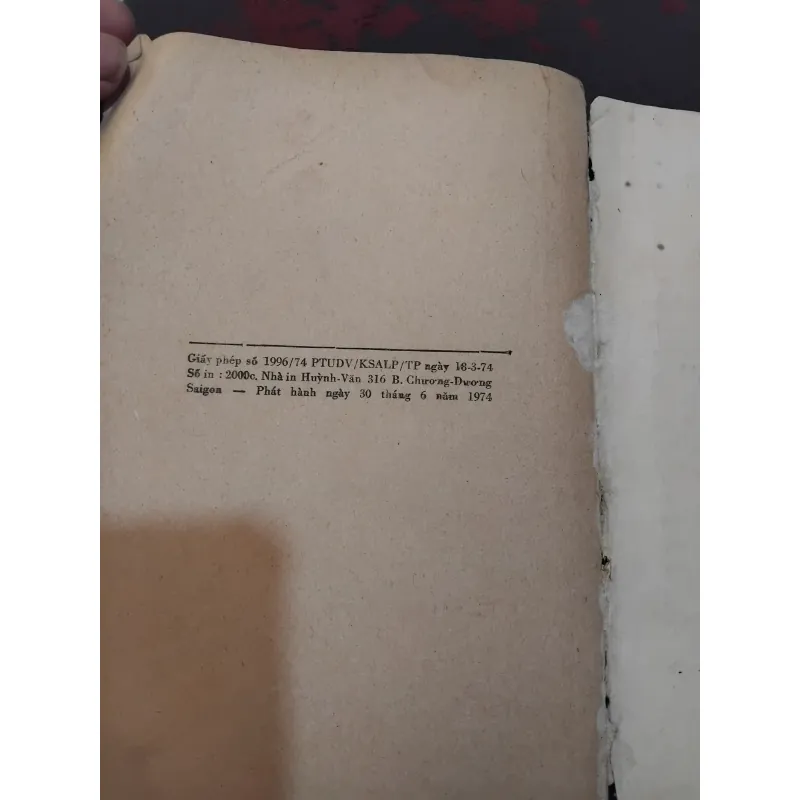 Giấy phép số 1996/74 PTUDV/KSALP/TP ngày 18-3-74
Số in : 2000c. Nhà in Huỳnh-Văn 316 B. Chương-Dương
Saigon — Phát hành ngày 30 tháng 6 năm 1974